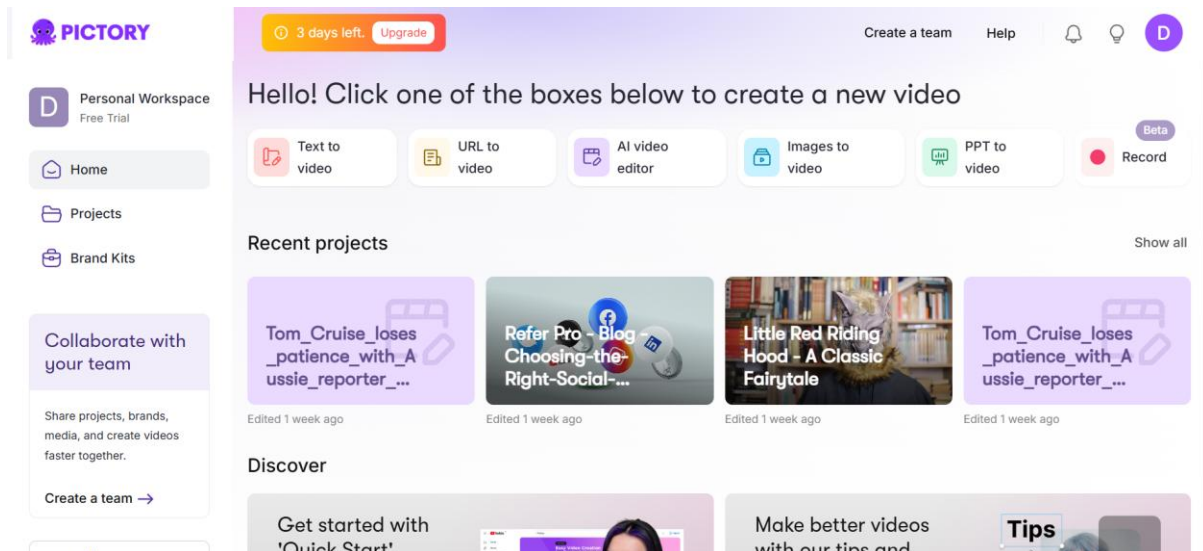 PICTORY
3 days left. Upgrade
Create a team
Help
D
D
Personal Workspace
Free Trial
Home
Projects
Brand Kits
Collaborate with
your team
Share projects, brands,
media, and create videos
faster together.
Create a team →
Hello! Click one of the boxes below to create a new video
Text to
video
URL to
video
AI video
editor
Images to
video
PPT to
video
Beta
Record
Recent projects
Show all
Tom_Cruise_loses
_patience_with_A
ussie_reporter_...
Edited 1 week ago
Refer Pro - Blog -
Choosing-the-
Right-Social-...
Edited 1 week ago
Little Red Riding
Hood - A Classic
Fairytale
Edited 1 week ago
Tom_Cruise_loses
_patience_with_A
ussie_reporter_...
Edited 1 week ago
Discover
Get started with
'Quick Start'
Make better videos
with our tips and
Tips